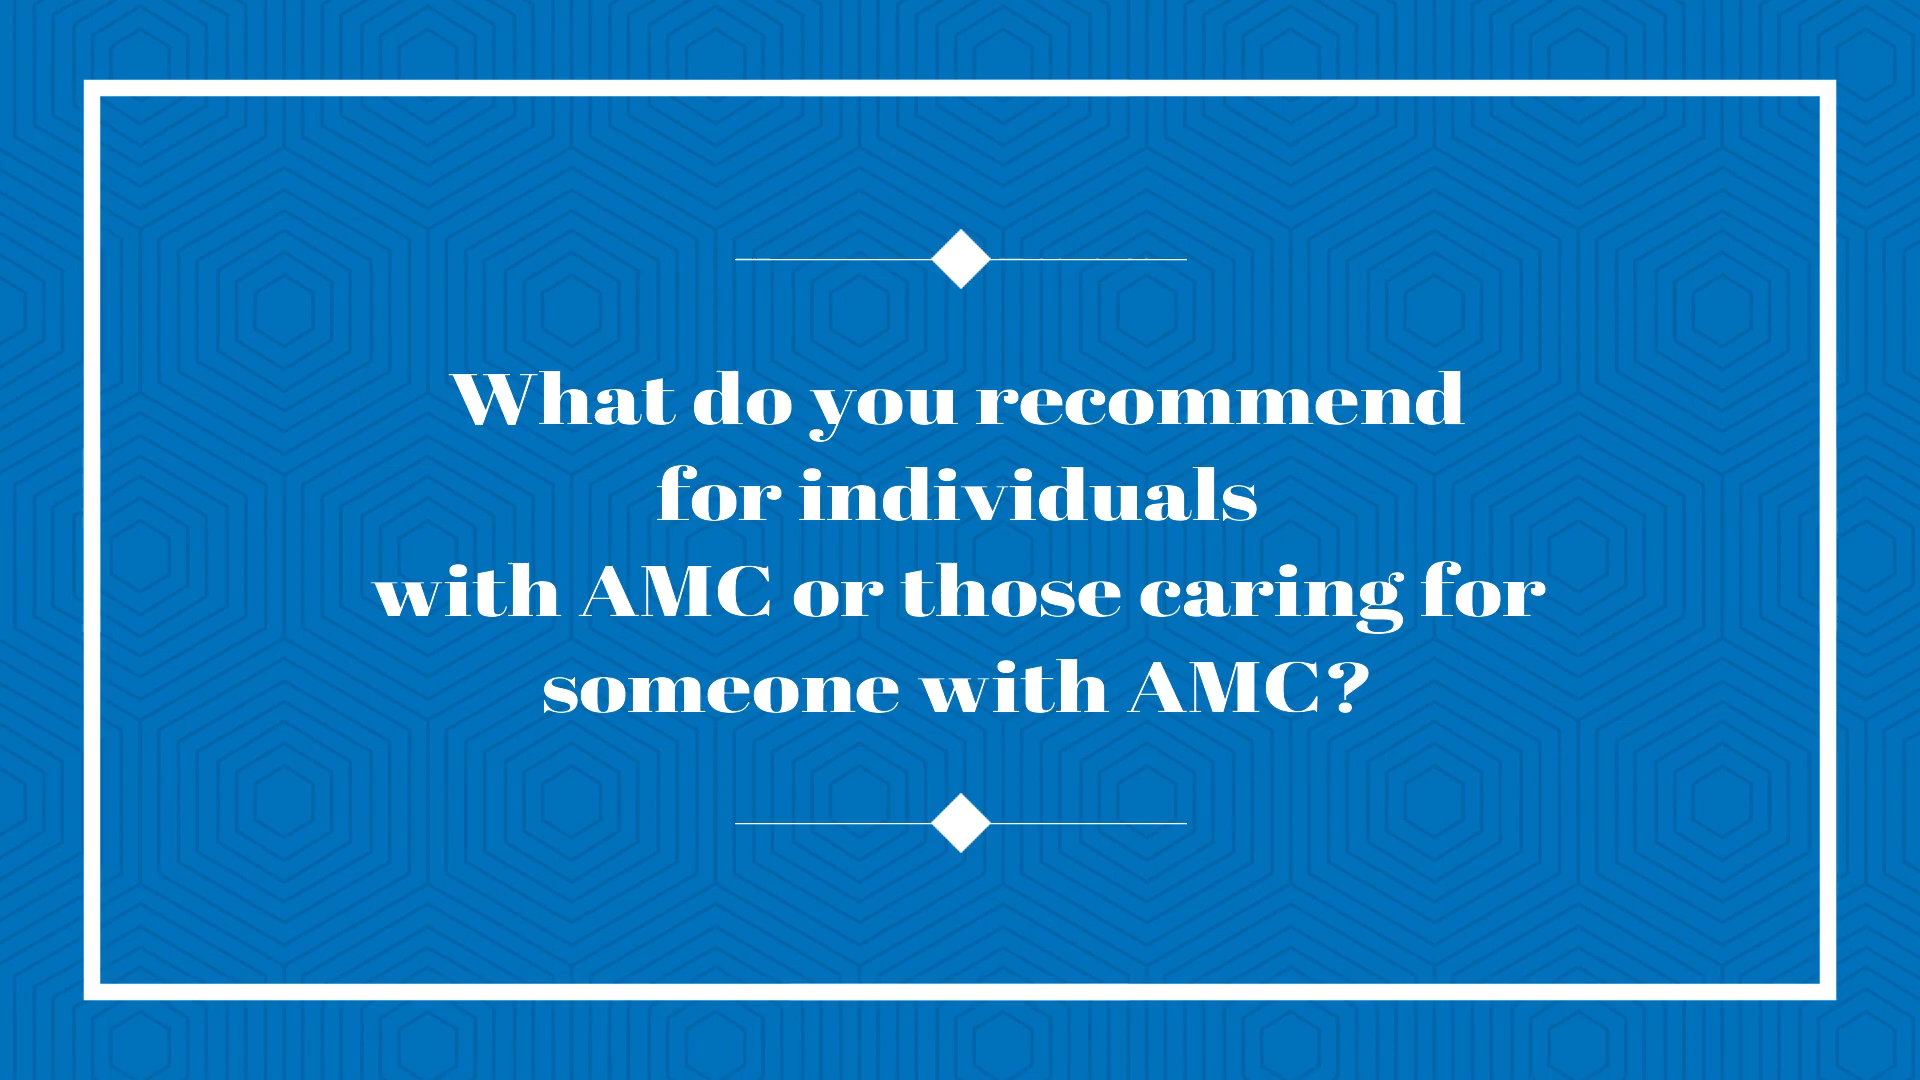 What do you recommend
for individuals
with AMC or those caring for
someone with AMC?